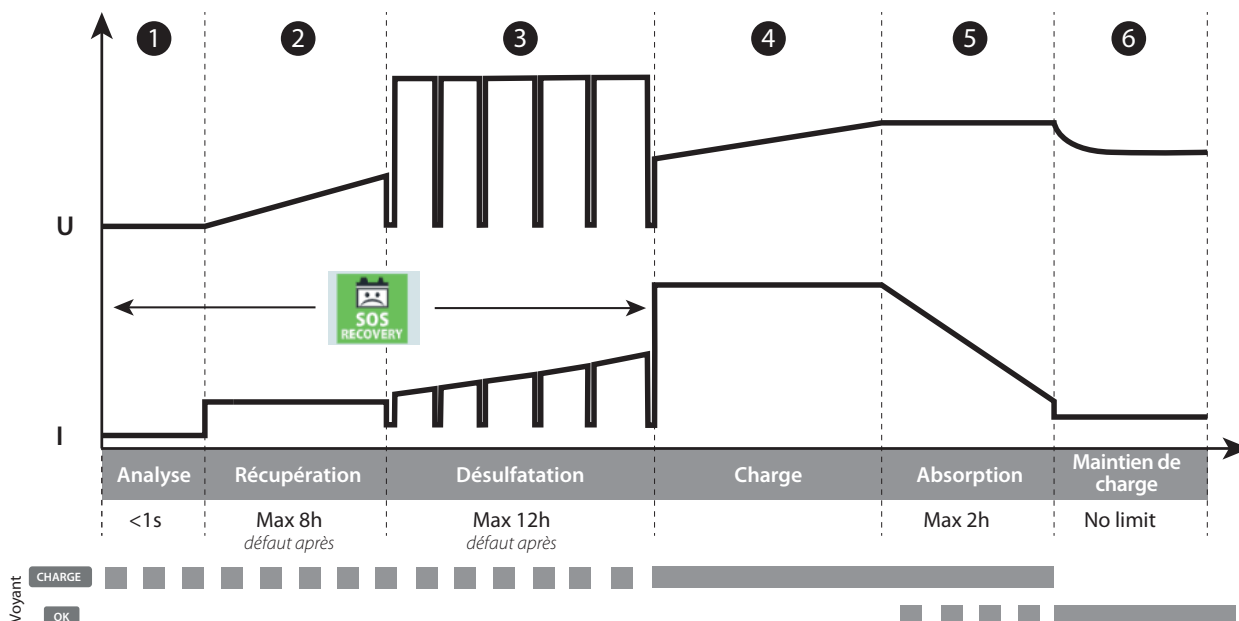 1 2 3 4 5 6
U
SOS
RECOVERY
I
Analyse Récupération Désulfatation Charge Absorption Maintien de
charge
<1s Max 8h Max 12h Max 2h No limit
défaut après défaut après
Voyant
CHARGE
OK